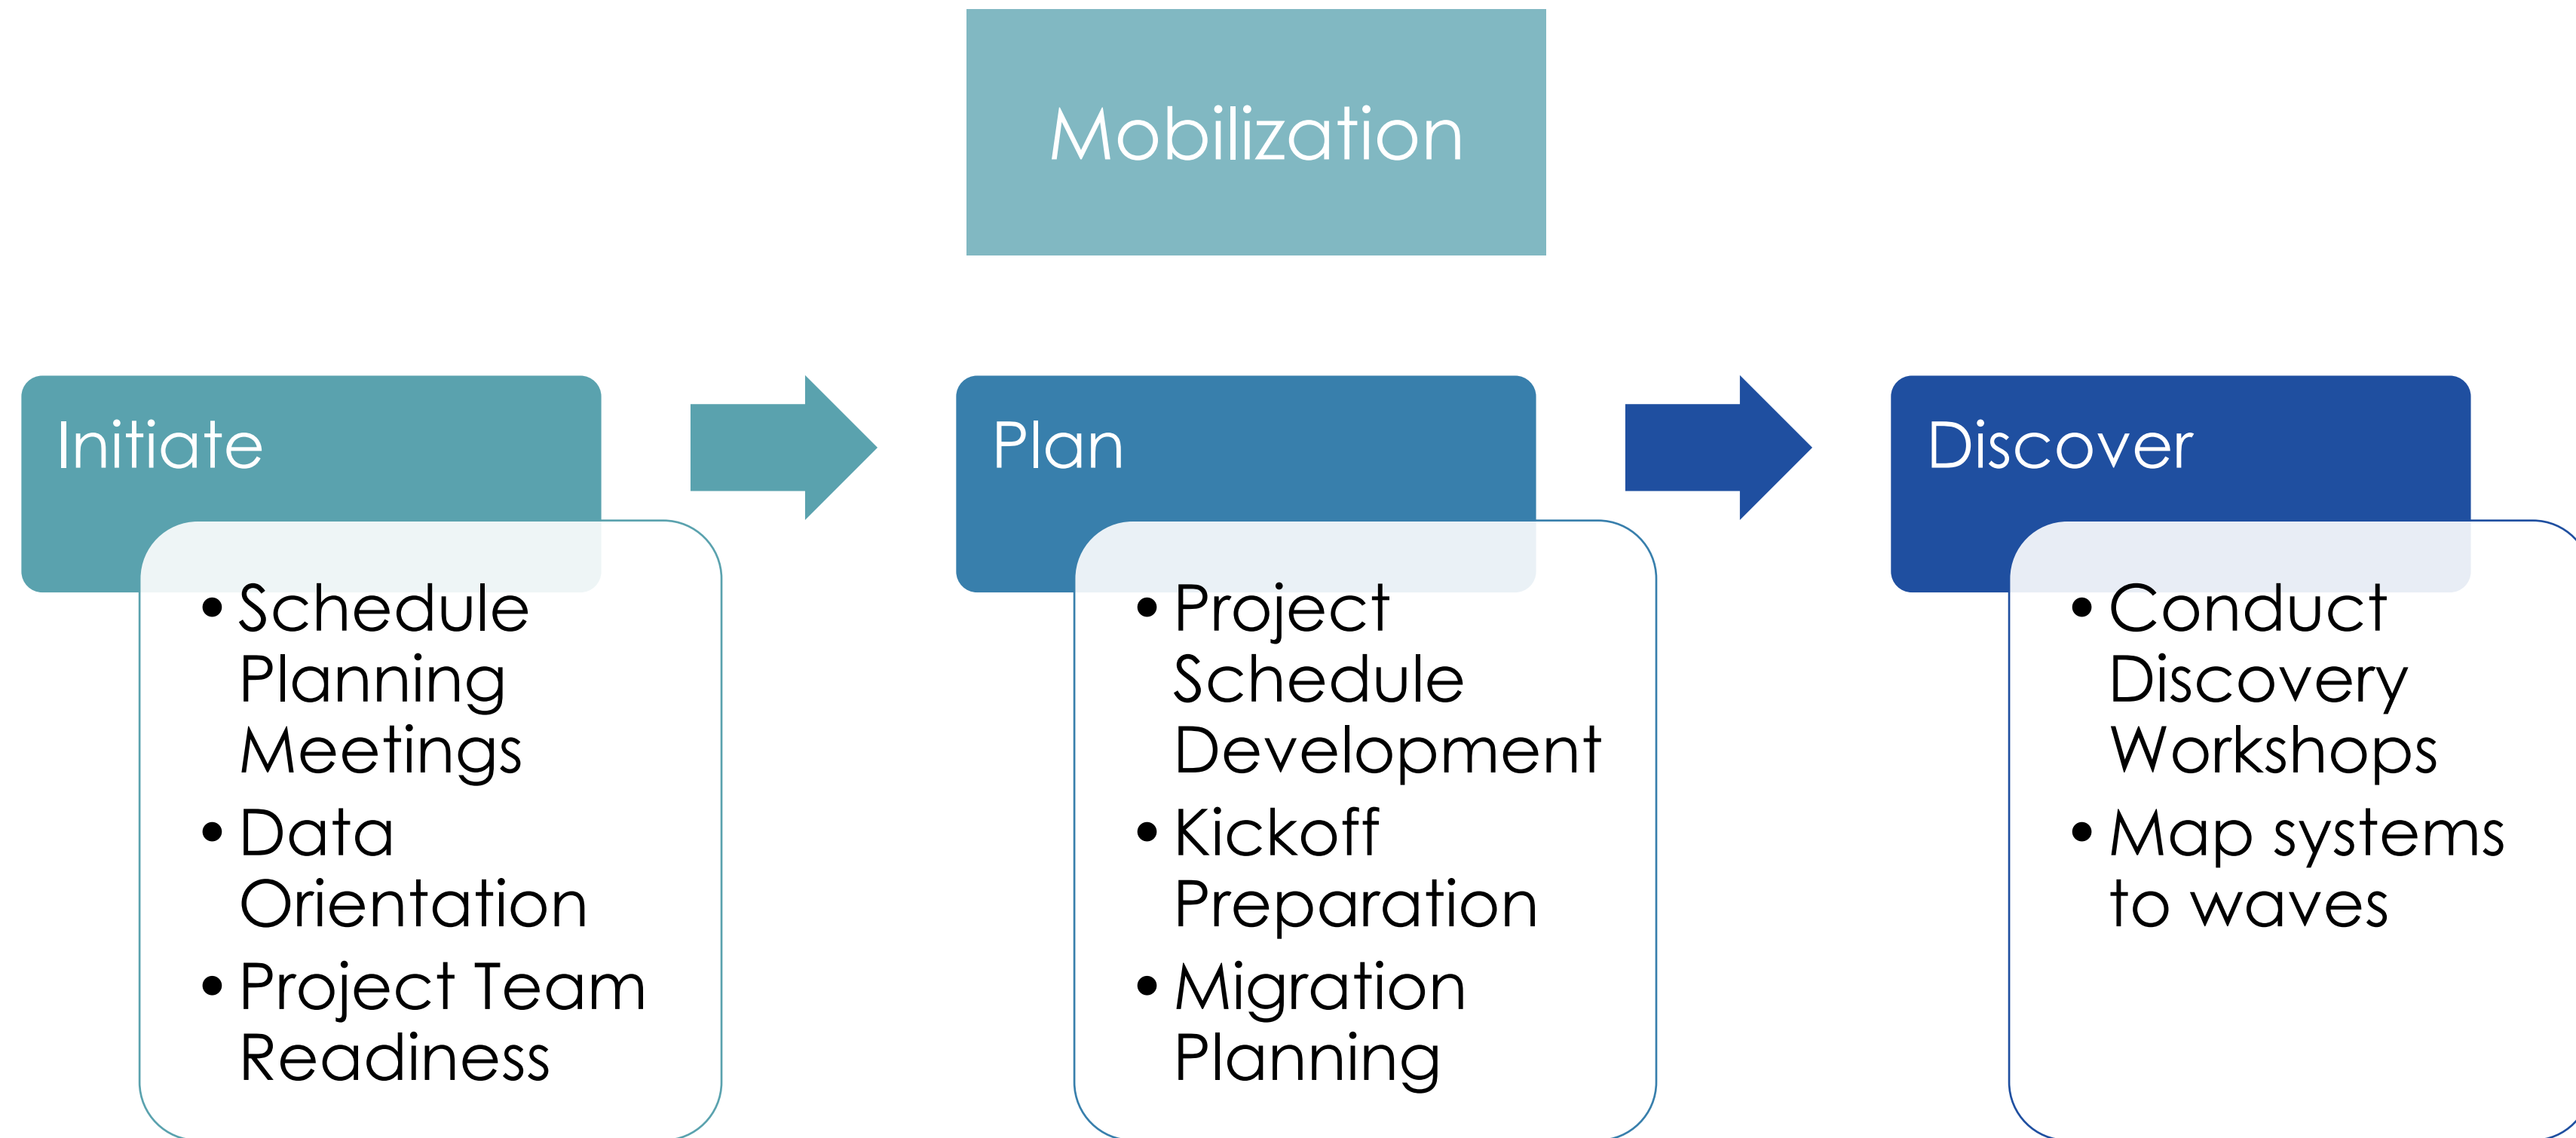 Mobilization
Initiate
• Schedule
Planning
Meetings
• Data
Orientation
• Project Team
Readiness
Plan
• Project
Schedule
Development
• Kickoff
Preparation
• Migration
Planning
Discover
• Conduct
Discovery
Workshops
• Map systems
to waves